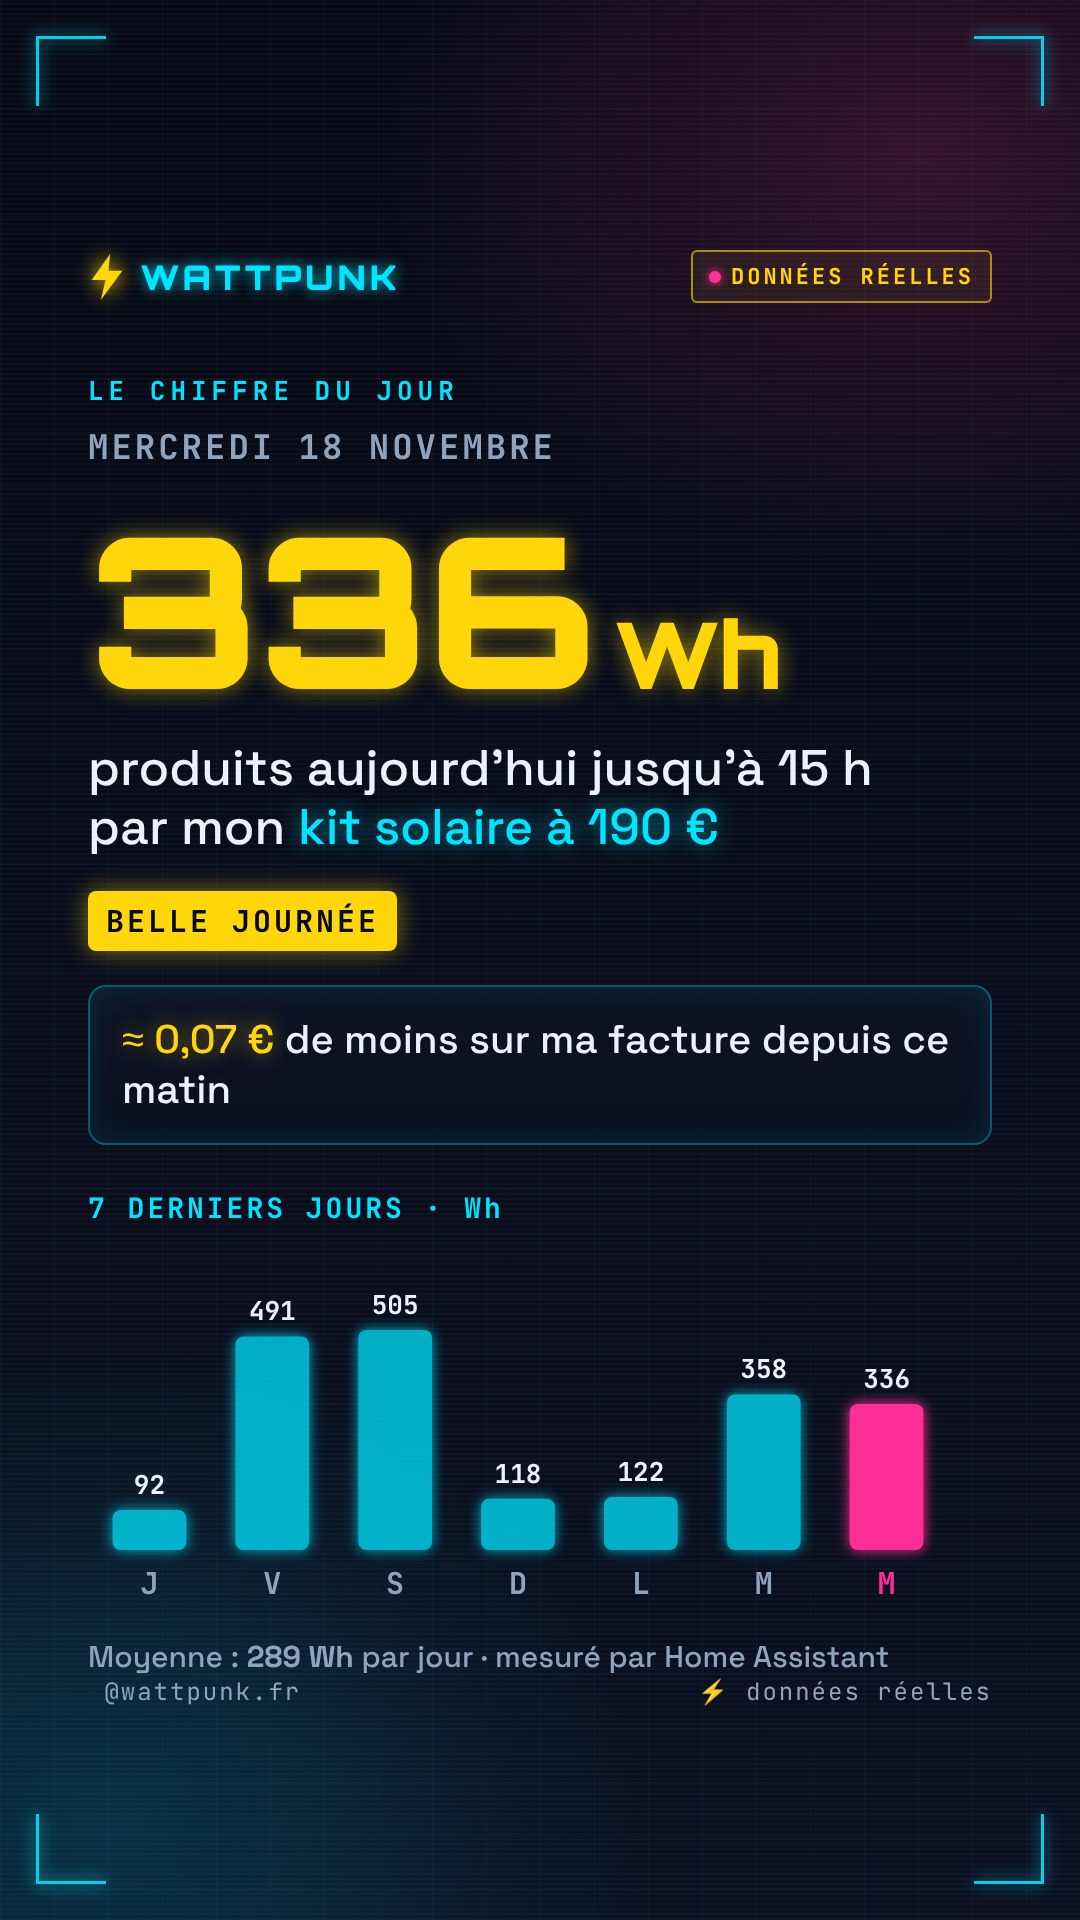 WATTPUNK
DONNÉES RÉELLES
LE CHIFFRE DU JOUR
MERCREDI 18 NOVEMBRE
336 Wh
produits aujourd’hui jusqu’à 15 h
par mon kit solaire à 190 €
BELLE JOURNÉE
≈ 0,07 € de moins sur ma facture depuis ce
matin
7 DERNIERS JOURS · Wh
92 491 505 118 122 358 336
J V S D L M M
Moyenne : 289 Wh par jour · mesuré par Home Assistant
@wattpunk.fr
⚡ données réelles